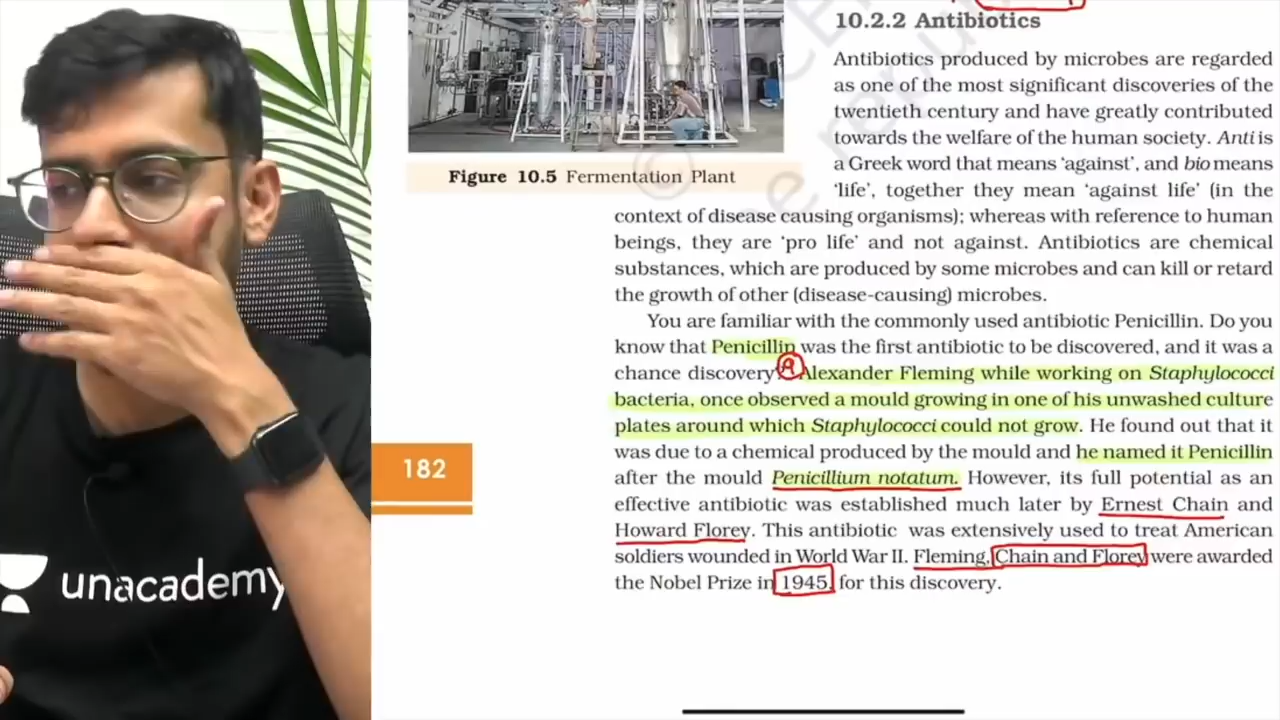 10.2.2 Antibiotics
Antibiotics produced by microbes are regarded
as one of the most significant discoveries of the
twentieth century and have greatly contributed
towards the welfare of the human society. Anti is
a Greek word that means ‘against’, and bio means
‘life’, together they mean ‘against life’ (in the
context of disease causing organisms); whereas with reference to human
beings, they are ‘pro life’ and not against. Antibiotics are chemical
substances, which are produced by some microbes and can kill or retard
the growth of other (disease-causing) microbes.
You are familiar with the commonly used antibiotic Penicillin. Do you
know that Penicillin was the first antibiotic to be discovered, and it was a
chance discovery Alexander Fleming while working on Staphylococci
bacteria, once observed a mould growing in one of his unwashed culture
plates around which Staphylococci could not grow. He found out that it
was due to a chemical produced by the mould and he named it Penicillin
after the mould Penicillium notatum. However, its full potential as an
effective antibiotic was established much later by Ernest Chain and
Howard Florey. This antibiotic was extensively used to treat American
soldiers wounded in World War II. Fleming, Chain and Florey were awarded
the Nobel Prize in 1945, for this discovery.
Figure 10.5 Fermentation Plant
182
unacademy